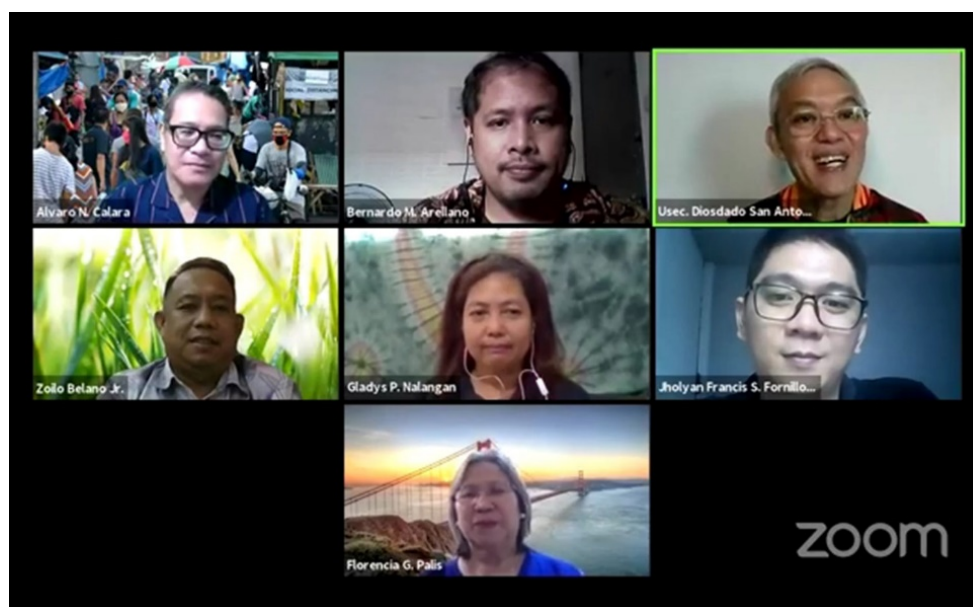 Alvaro N. Calara
Bernardo M. Arellano
Usec. Diosdado San Anto...
Zoilo Belano Jr.
Gladys P. Nalangan
Jholyan Francis S. Fornillo...
Florencia G. Palis
zoom